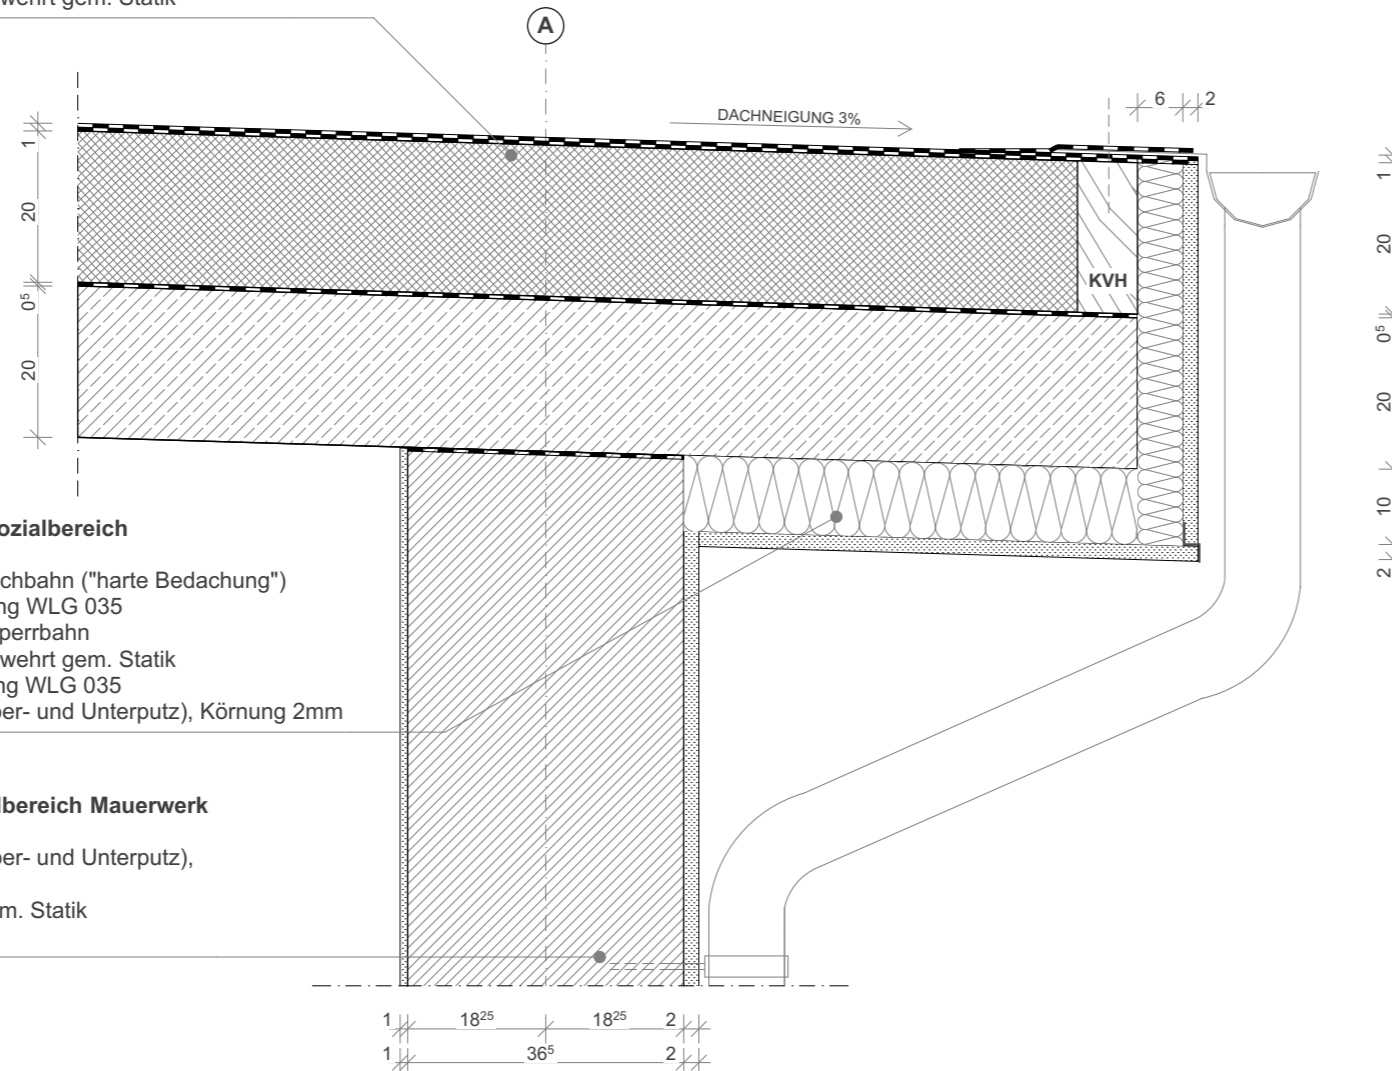 wehrt gem. Statik
A
DACHNEIGUNG 3%
6 2
1
20
0⁵
20
KVH
1
20
0⁵
20
10
2
ozialbereich
chbahn ("harte Bedachung")
ng WLG 035
perrbahn
wehrt gem. Statik
ng WLG 035
ber- und Unterputz), Körnung 2mm
lbereich Mauerwerk
ber- und Unterputz),
m. Statik
1 18²⁵ 18²⁵ 2
1 36⁵ 2